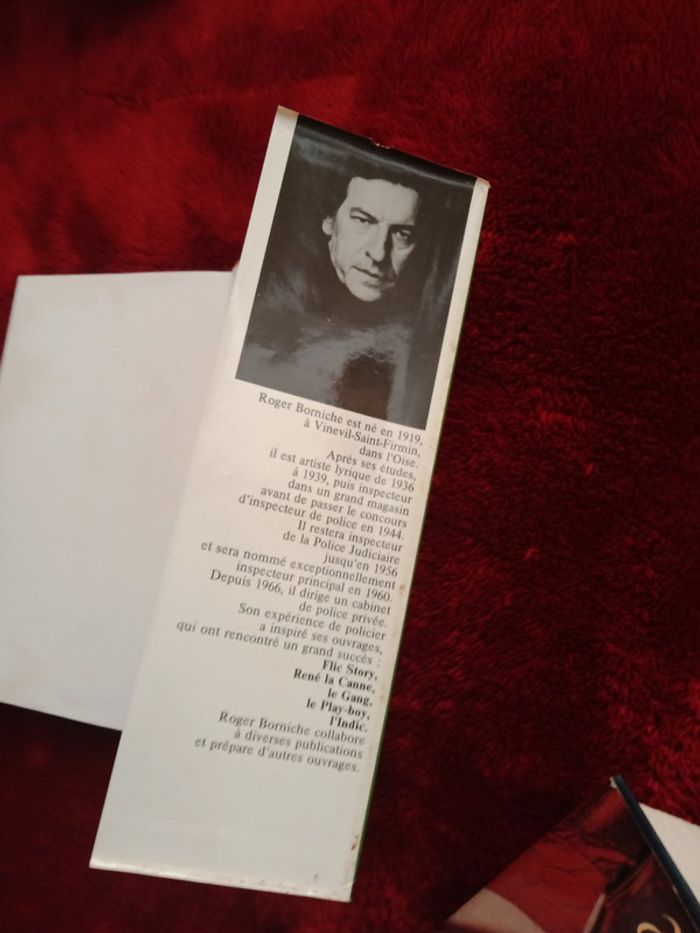 Roger Borniche est né en 1919,
à Vinevil-Saint-Firmin,
dans l'Oise.
Après ses études,
il est artiste lyrique de 1936
à 1939, puis inspecteur
dans un grand magasin
avant de passer le concours
d'inspecteur de police en 1944.
Il restera inspecteur
de la Police Judiciaire
jusqu'en 1956
et sera nommé exceptionnellement
inspecteur principal en 1960.
Depuis 1966, il dirige un cabinet
de police privée.
Son expérience de policier
a inspiré ses ouvrages,
qui ont rencontré un grand succès :
Flic Story,
René la Canne,
le Gang,
le Play-boy,
l'Indic.
Roger Borniche collabore
à diverses publications
et prépare d'autres ouvrages.